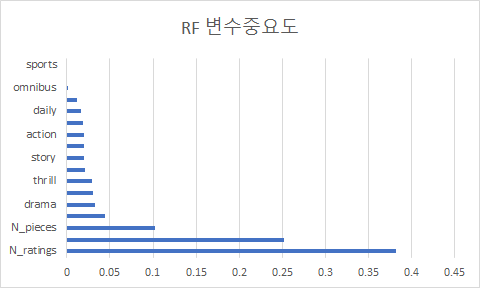 RF 변수중요도
sports
omnibus
daily
action
story
thrill
drama
N_pieces
N_ratings
0 0.05 0.1 0.15 0.2 0.25 0.3 0.35 0.4 0.45